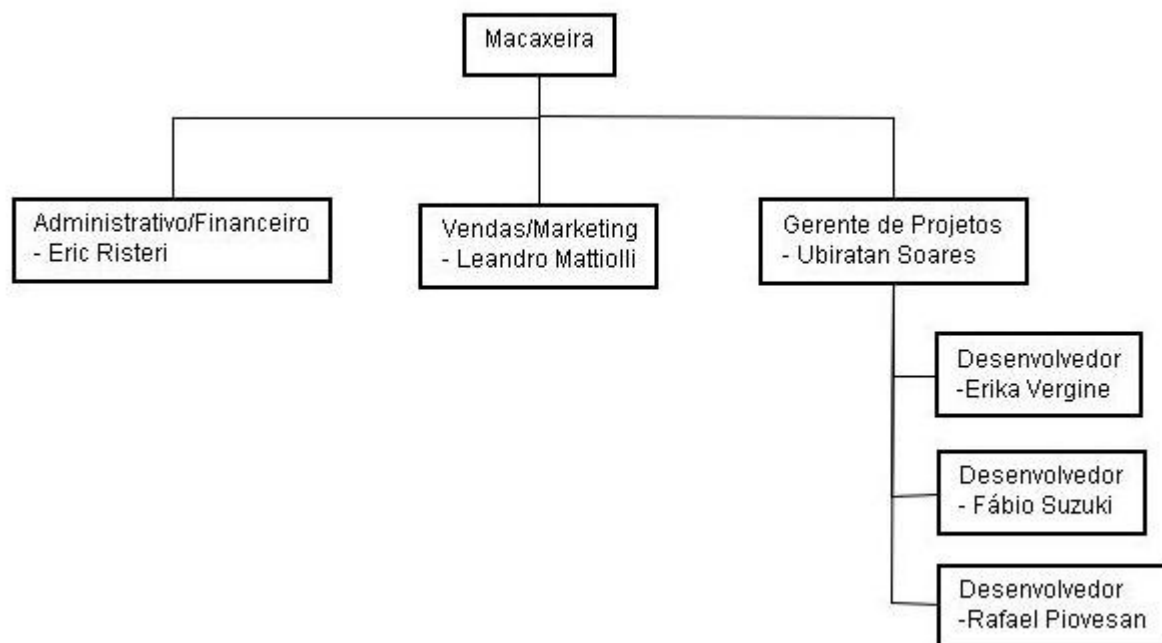 Macaxeira
Administrativo/Financeiro
- Eric Risteri
Vendas/Marketing
- Leandro Mattiolli
Gerente de Projetos
- Ubiratan Soares
Desenvolvedor
-Erika Vergine
Desenvolvedor
- Fábio Suzuki
Desenvolvedor
-Rafael Piovesan